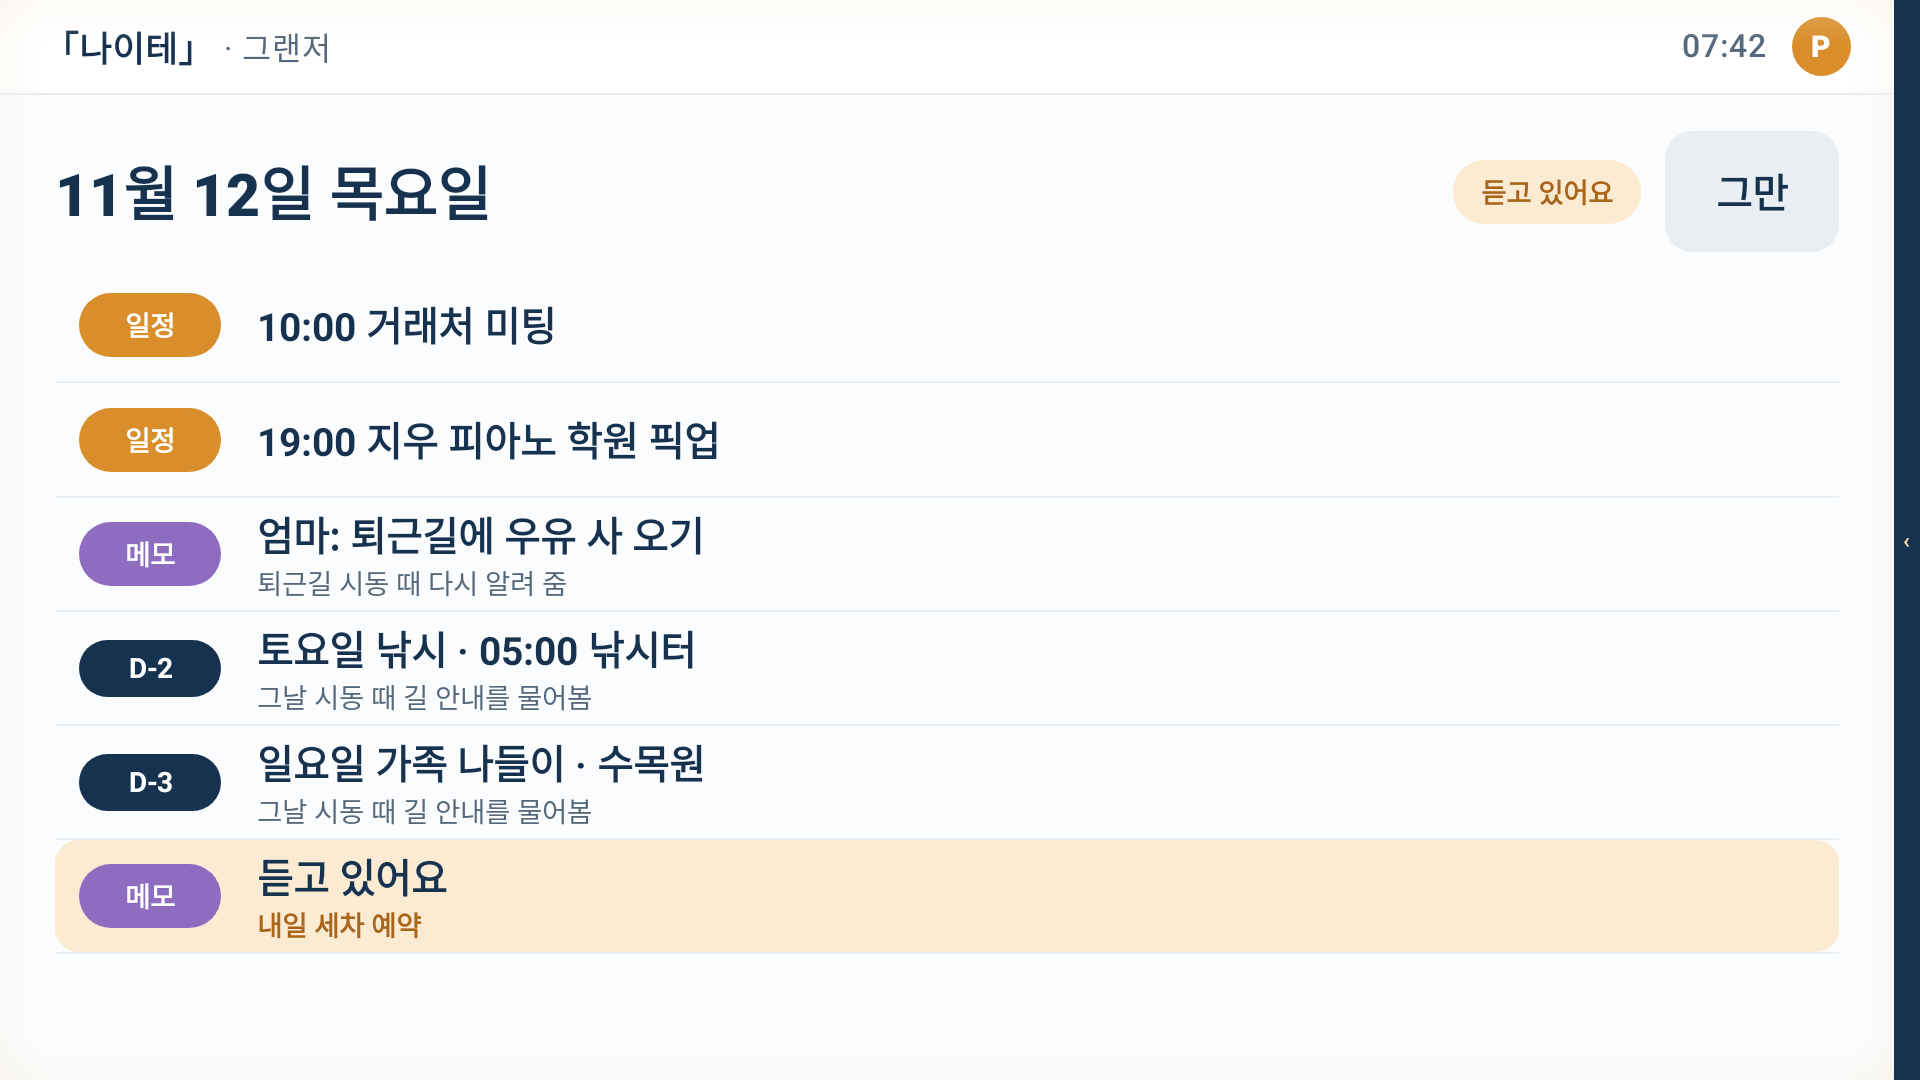 「나이테」 · 그랜저
07:42 P
11월 12일 목요일
듣고 있어요
그만
일정 10:00 거래처 미팅
일정 19:00 지우 피아노 학원 픽업
메모 엄마: 퇴근길에 우유 사 오기
퇴근길 시동 때 다시 알려 줌
D-2 토요일 낚시 · 05:00 낚시터
그날 시동 때 길 안내를 물어봄
D-3 일요일 가족 나들이 · 수목원
그날 시동 때 길 안내를 물어봄
메모 듣고 있어요
내일 세차 예약
‹